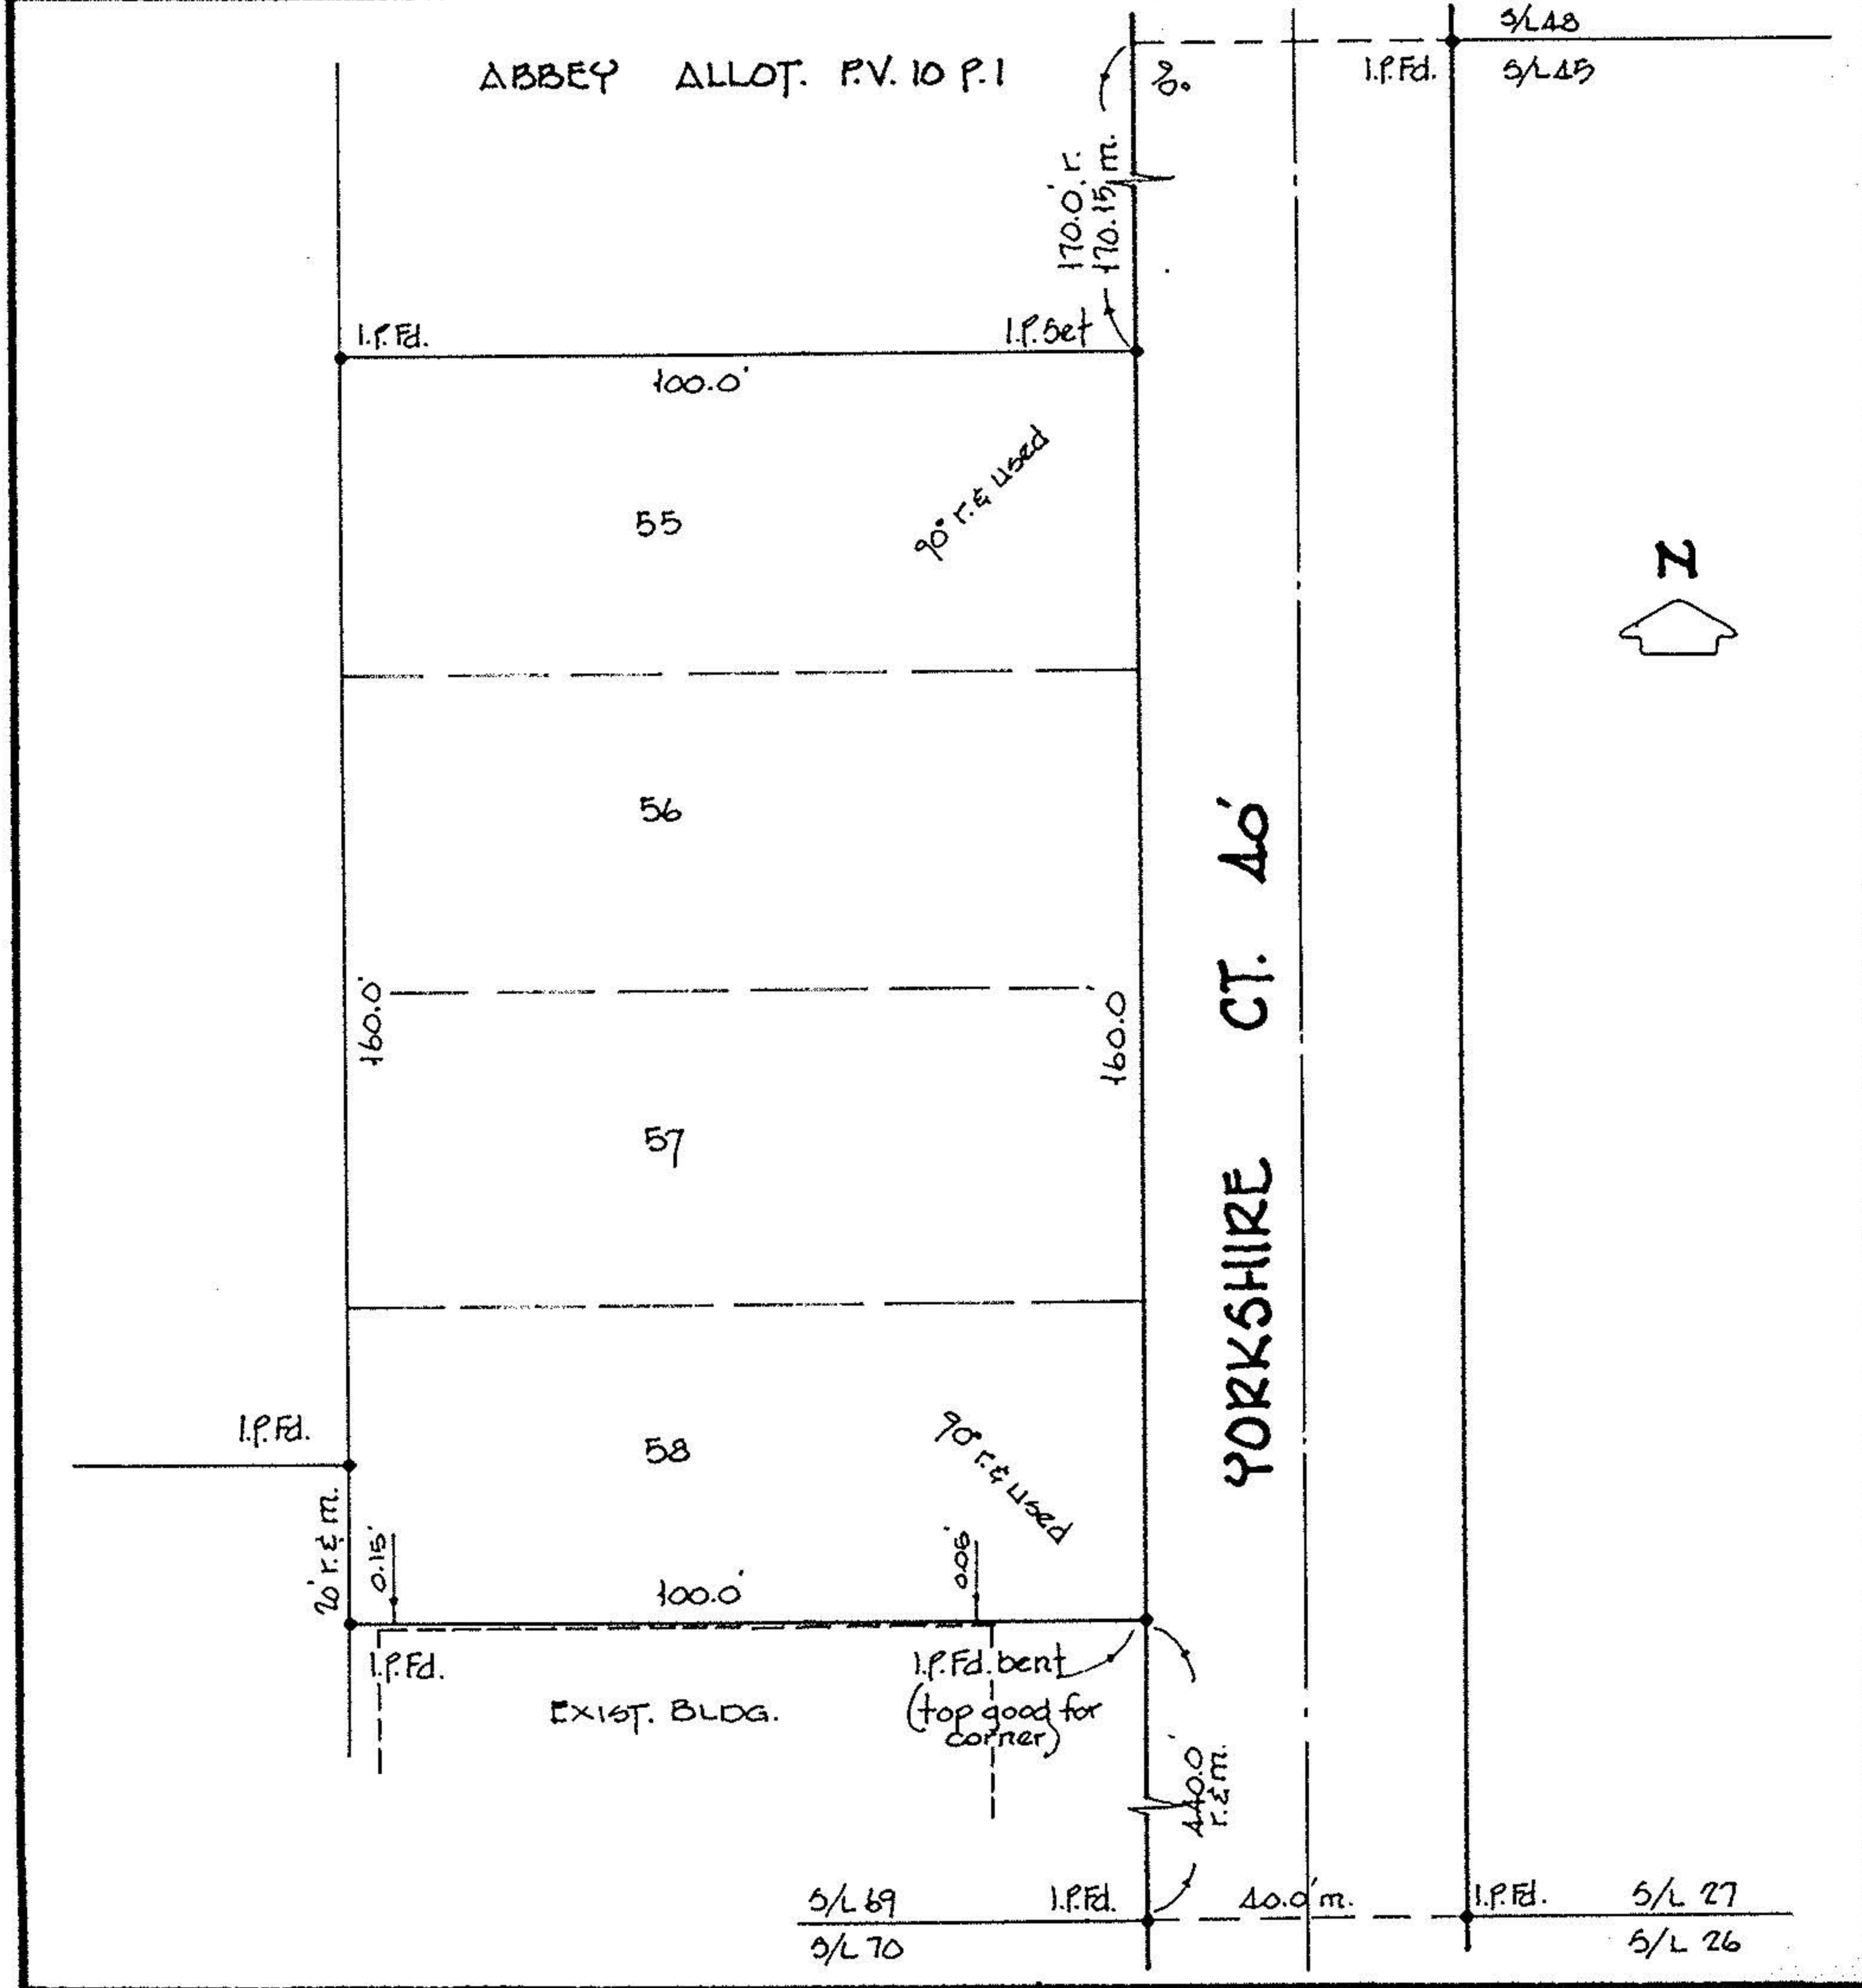 S/L 48
ABBEY ALLOT. P.V. 10 P.1
I.P.Fd.
S/L 45
90°
170.0' r.
170.15' m.
I.P.Fd.
I.P.Set
100.0'
90° r.& used
55
N
56
YORKSHIRE CT. 40'
160.0'
160.0
57
I.P.Fd.
58
90° r.& used
20' r.& m.
0.15'
0.06'
100.0'
I.P.Fd.
I.P.Fd. bent
(top good for
corner)
EXIST. BLDG.
440.0'
r.& m.
S/L 69
I.P.Fd.
40.0' m.
I.P.Fd.
S/L 27
S/L 70
S/L 26